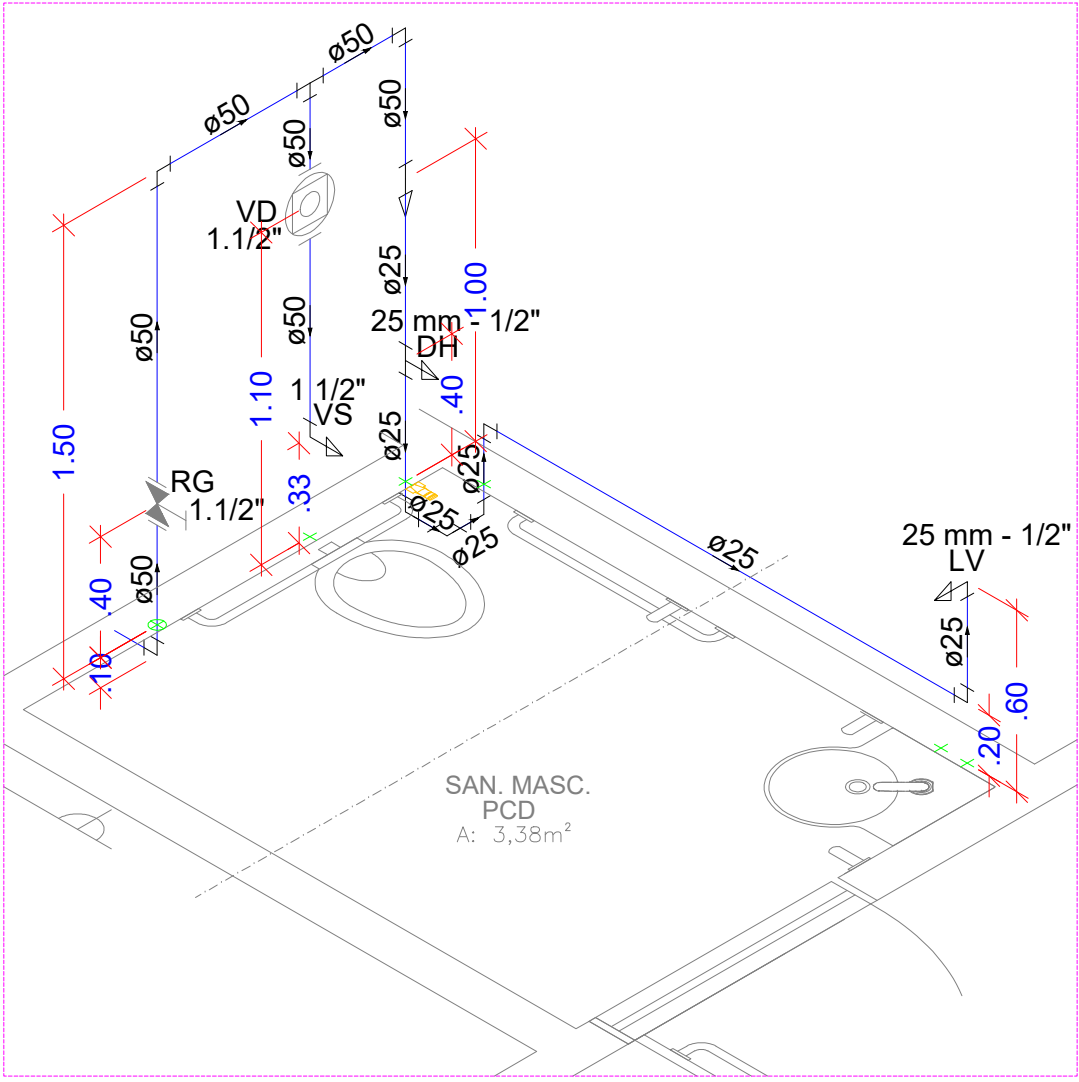 ø50
ø50
ø50
ø50
VD
1.1/2"
ø25
1.00
25 mm - 1/2"
DH
ø50
ø50
1.10
1 1/2"
VS
.40
1.50
ø25
ø25
RG
1.1/2"
.33
ø25
ø25
ø25
25 mm - 1/2"
LV
.40
ø50
ø25
.10
.60
.20
SAN. MASC.
PCD
A: 3,38m²